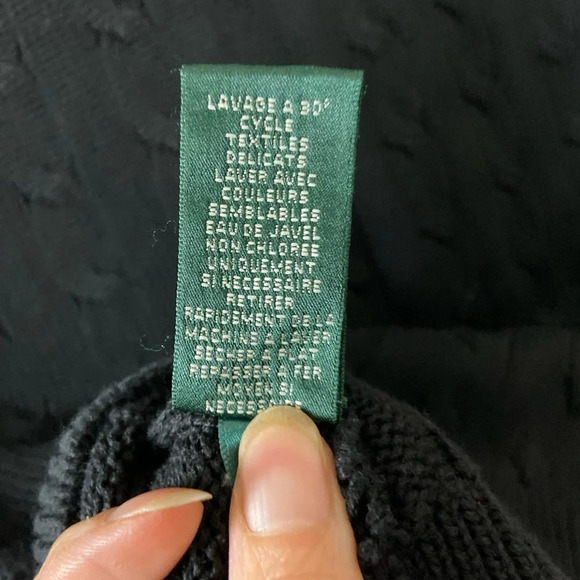 LAVAGE A 30°
CYCLE
TEXTILES
DELICATS
LAVER AVEC
COULEURS
SEMBLABLES
EAU DE JAVEL
NON CHLOREE
UNIQUEMENT
SI NECESSAIRE
RETIRER
RAPIDEMENT DE LA
MACHINE A LAVER
SECHER A PLAT
REPASSER A FER
MOYEN SI
NECESSAIRE